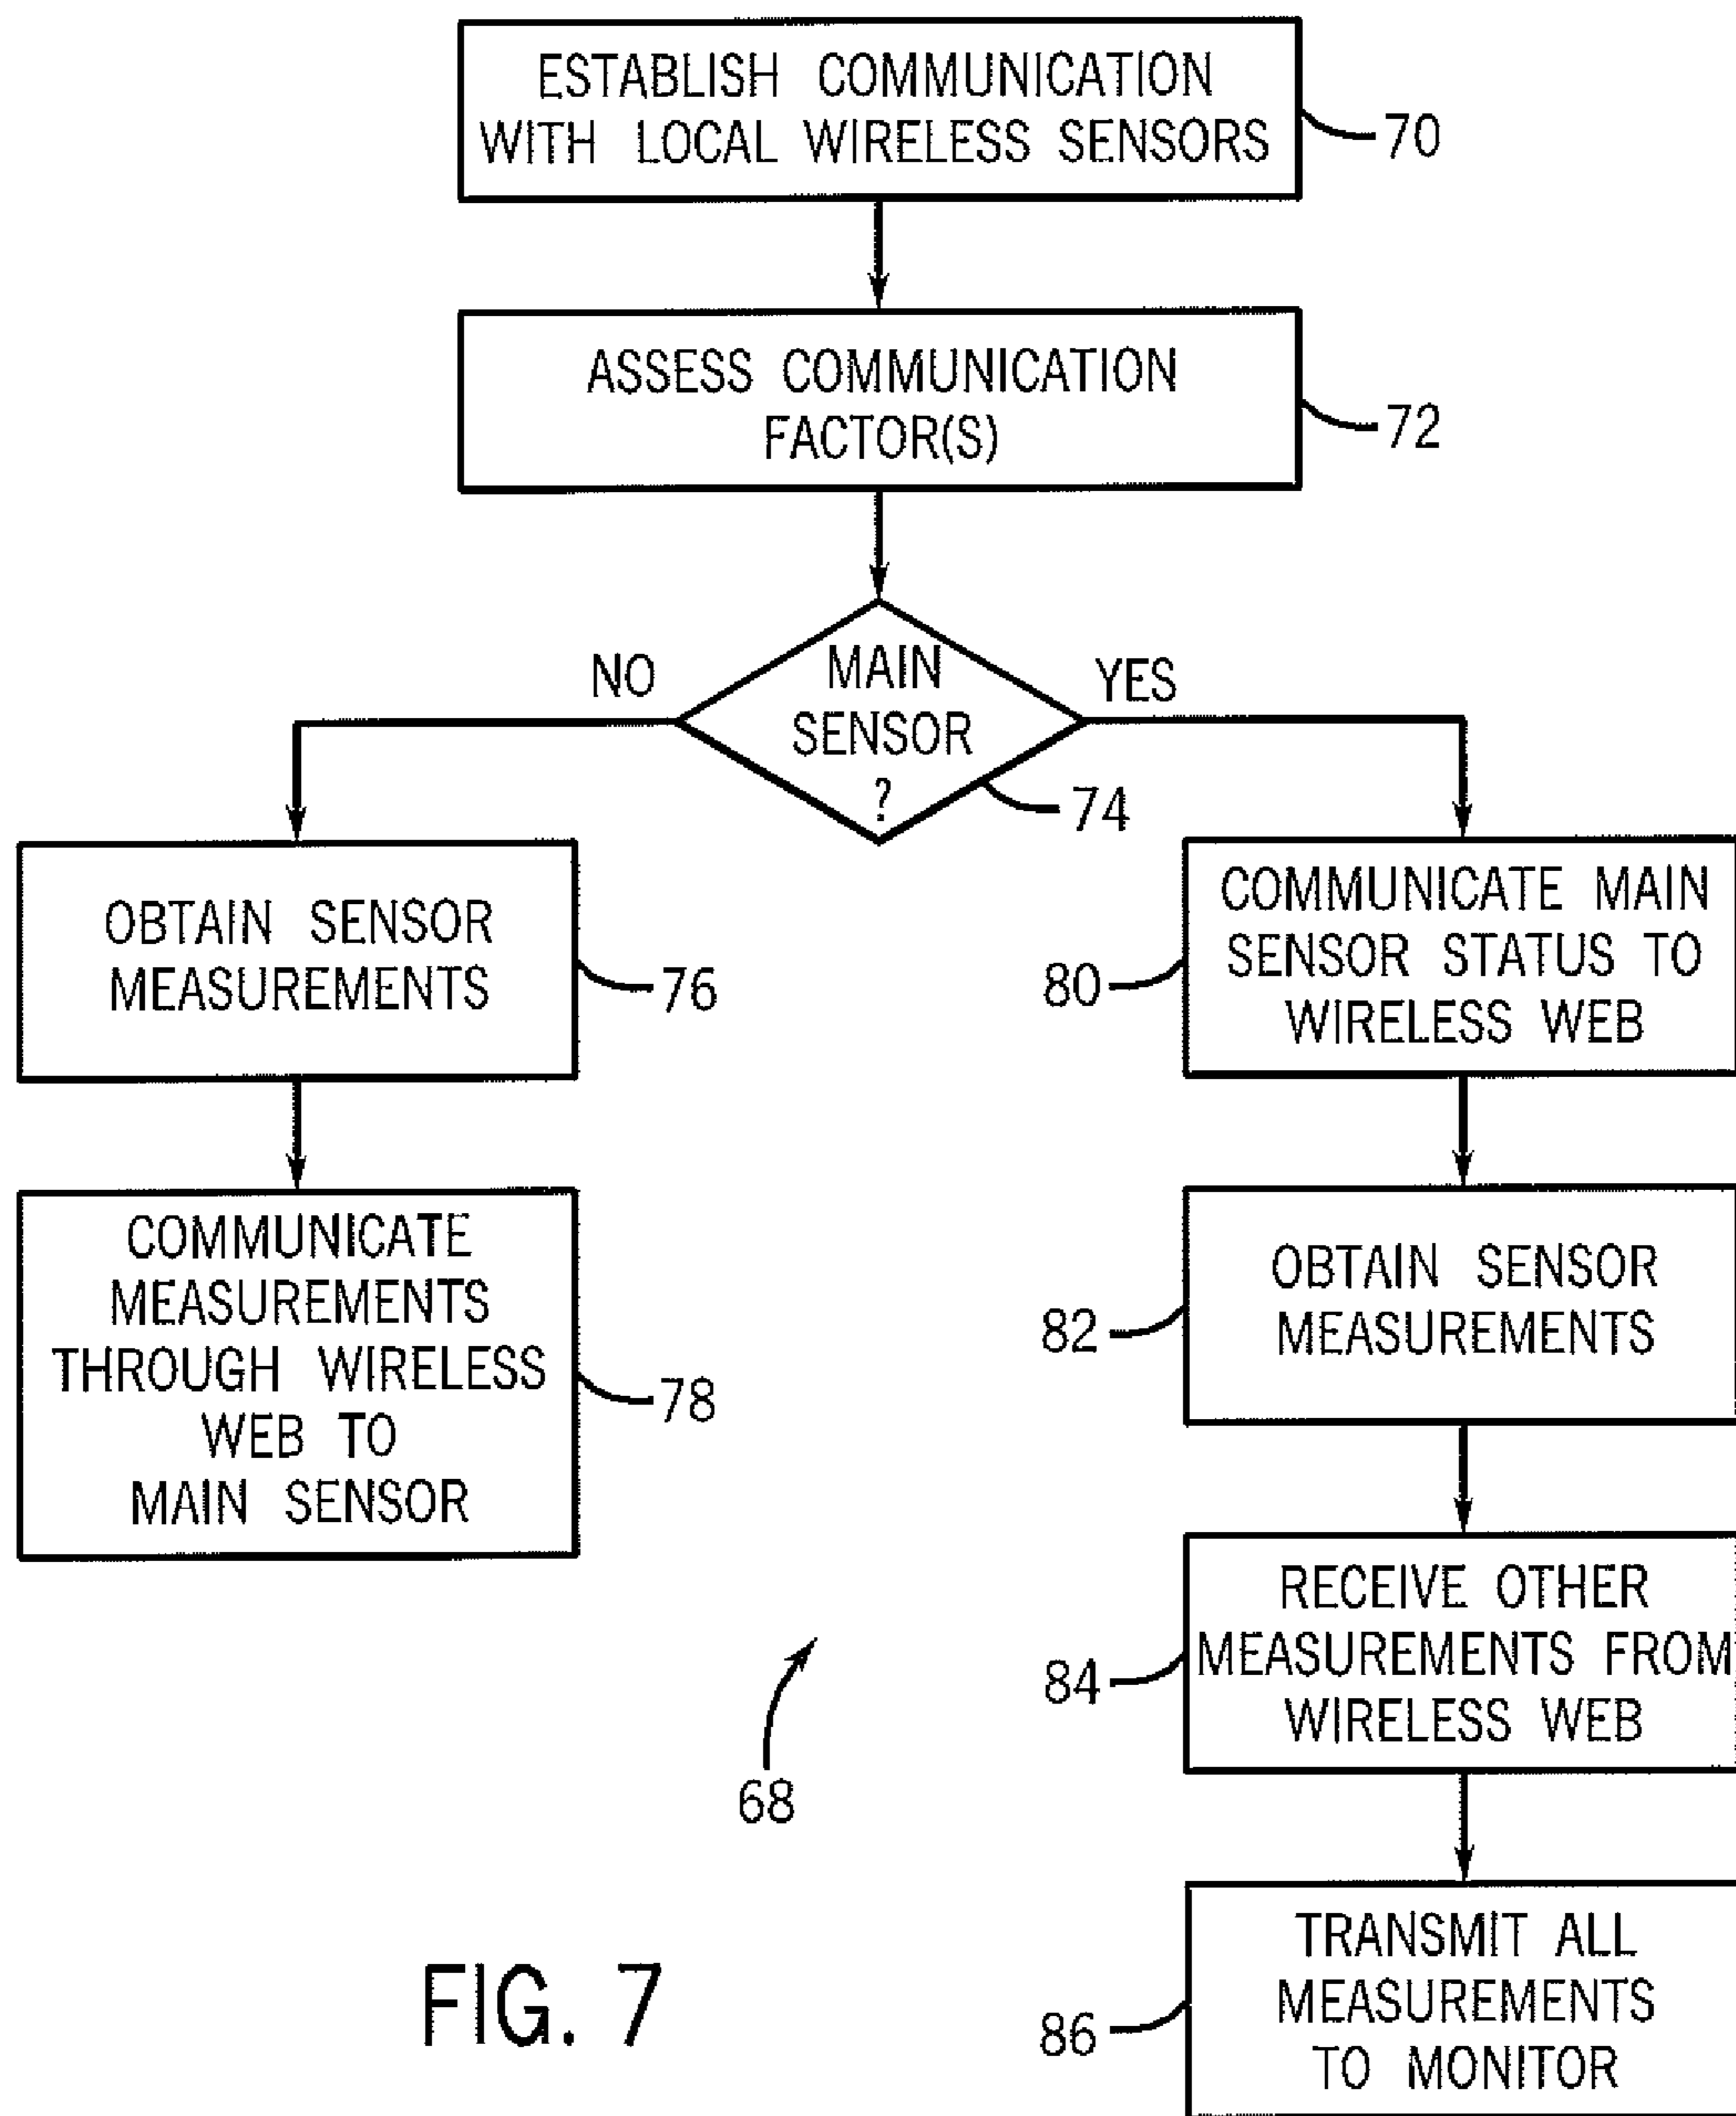 ESTABLISH COMMUNICATION
WITH LOCAL WIRELESS SENSORS
70
ASSESS COMMUNICATION
FACTOR(S)
72
MAIN
SENSOR
?
NO
YES
74
OBTAIN SENSOR
MEASUREMENTS
76
COMMUNICATE
MEASUREMENTS
THROUGH WIRELESS
WEB TO
MAIN SENSOR
78
COMMUNICATE MAIN
SENSOR STATUS TO
WIRELESS WEB
80
OBTAIN SENSOR
MEASUREMENTS
82
RECEIVE OTHER
MEASUREMENTS FROM
WIRELESS WEB
84
TRANSMIT ALL
MEASUREMENTS
TO MONITOR
86
68
FIG. 7